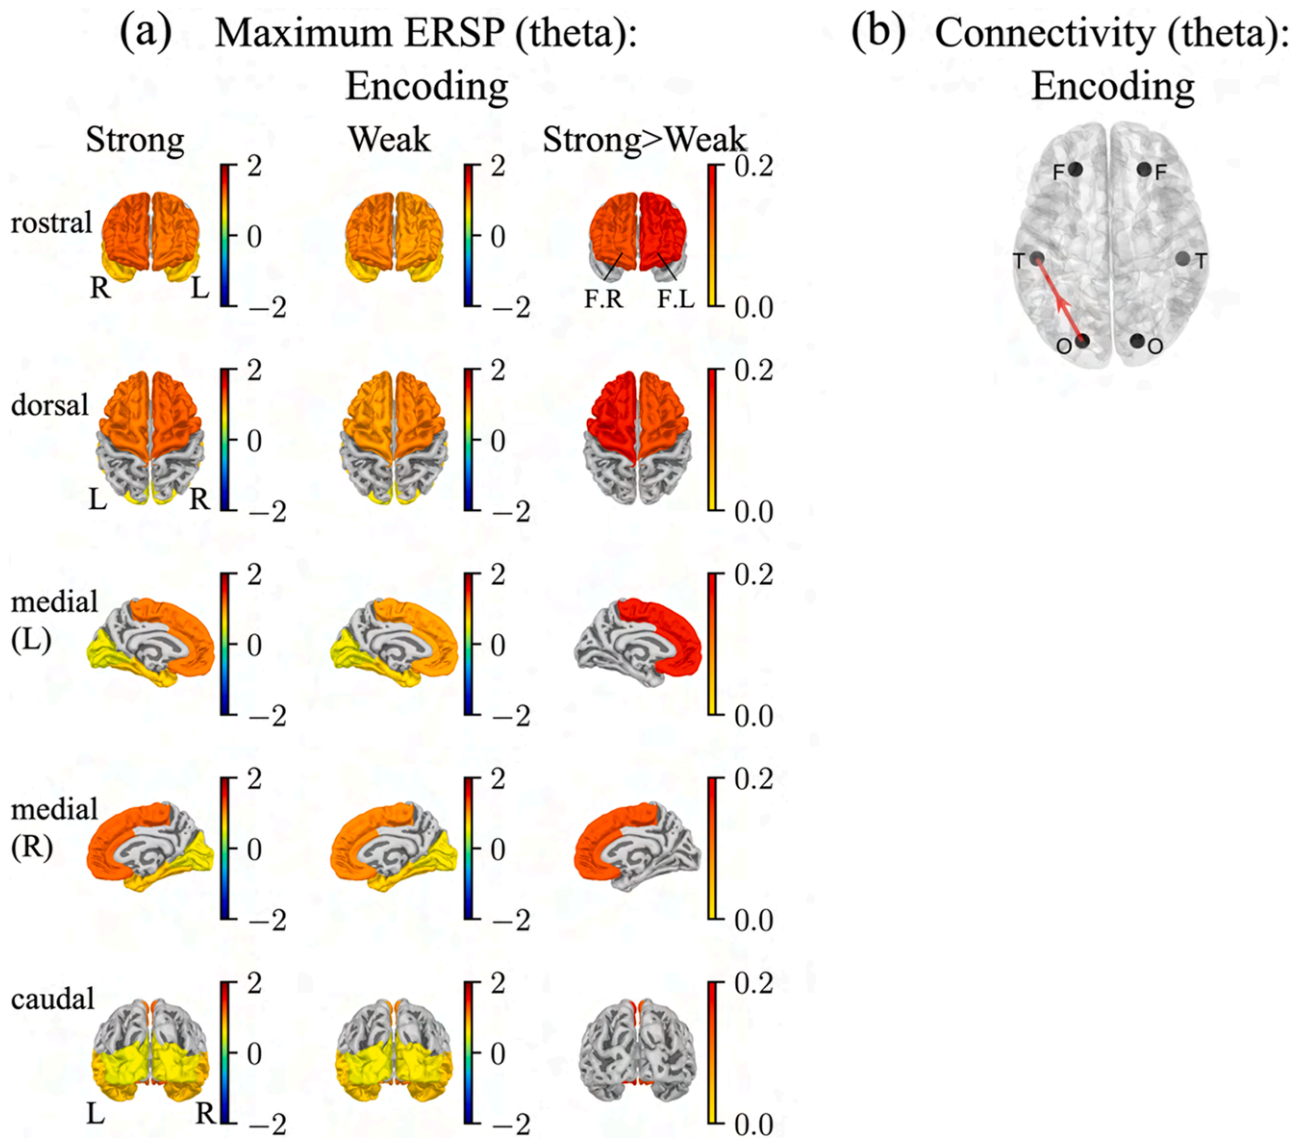 (a) Maximum ERSP (theta):
Encoding
(b) Connectivity (theta):
Encoding
Strong Weak Strong>Weak
rostral
2
0
−2
2
0
−2
0.2
0.0
R L
F.R F.L
dorsal
2
0
−2
2
0
−2
0.2
0.0
L R
medial
(L)
2
0
−2
2
0
−2
0.2
0.0
medial
(R)
2
0
−2
2
0
−2
0.2
0.0
caudal
2
0
−2
2
0
−2
0.2
0.0
L R
F F
T T
O O